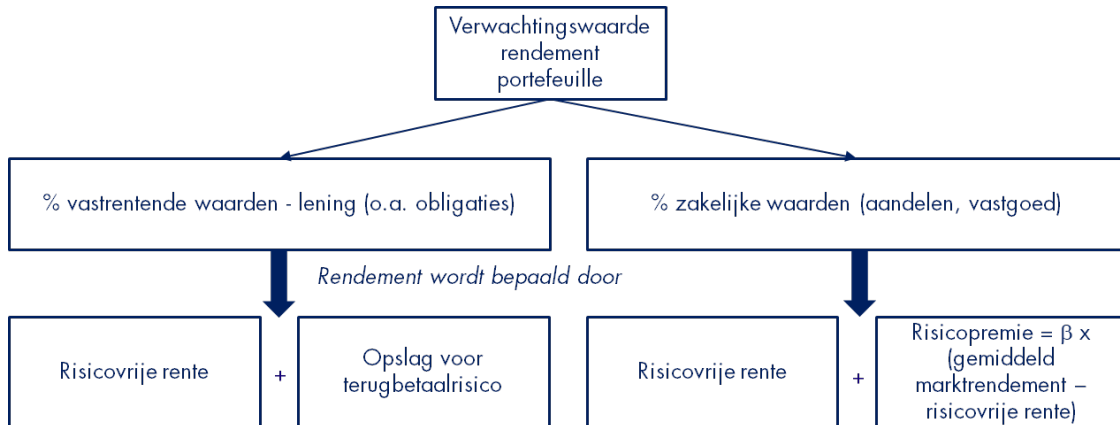 Verwachtingswaarde
rendement
portefeuille
% vastrentende waarden - lening (o.a. obligaties)
% zakelijke waarden (aandelen, vastgoed)
Rendement wordt bepaald door
Risicovrije rente
+
Opslag voor
terugbetaalrisico
Risicovrije rente
+
Risicopremie = β x
(gemiddeld
marktrendement –
risicovrije rente)